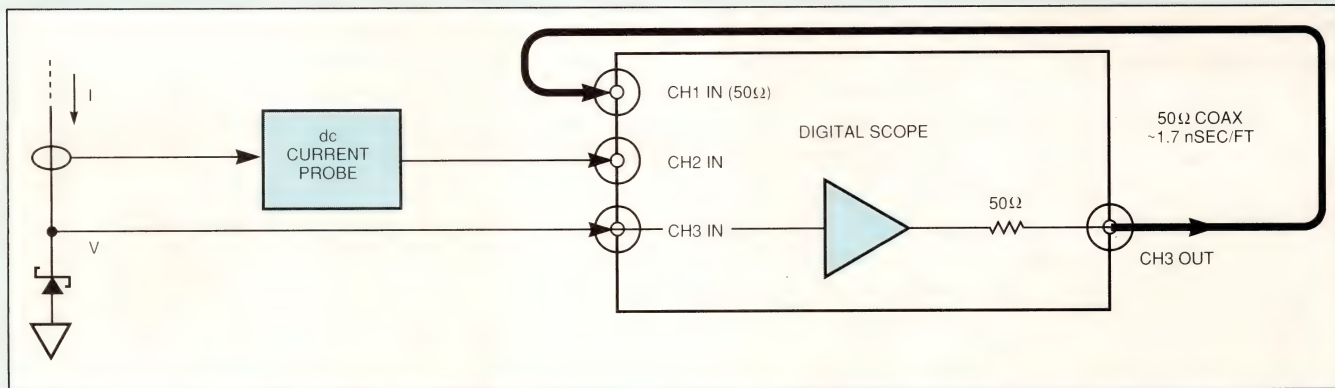 I
dc
CURRENT
PROBE
V
CH1 IN (50Ω)
CH2 IN
CH3 IN
DIGITAL SCOPE
50Ω
CH3 OUT
50Ω COAX
~1.7 nSEC/FT